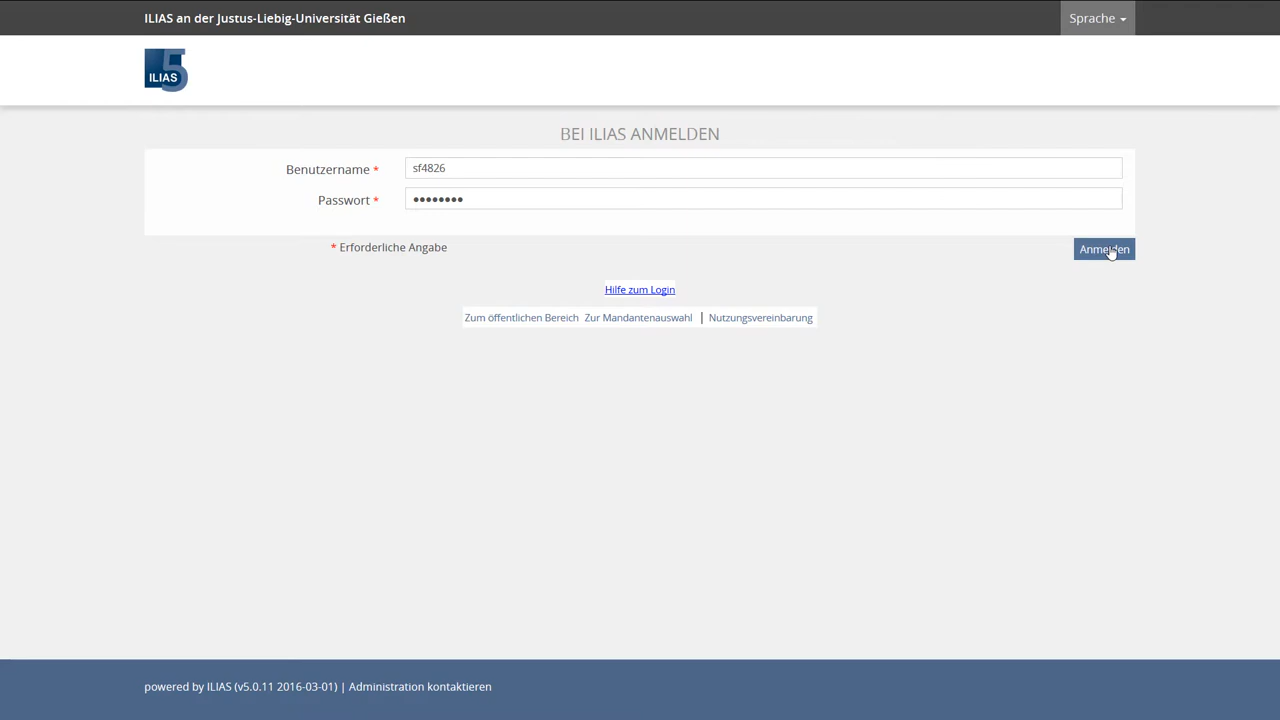 ILIAS an der Justus-Liebig-Universität Gießen
Sprache
ILIAS 5
BEI ILIAS ANMELDEN
Benutzername * sf4826
Passwort * ••••••••
* Erforderliche Angabe
Anmelden
Hilfe zum Login
Zum öffentlichen Bereich Zur Mandantenauswahl | Nutzungsvereinbarung
powered by ILIAS (v5.0.11 2016-03-01) | Administration kontaktieren